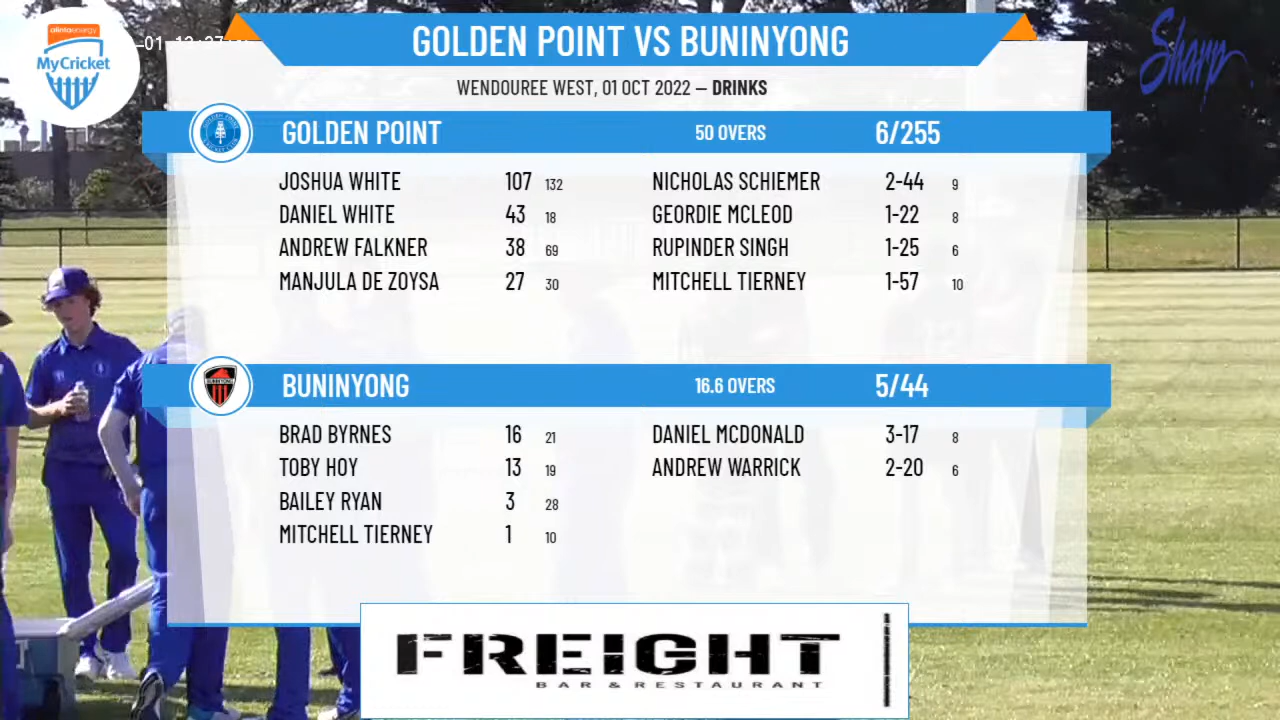 alintaenergy
MyCricket
GOLDEN POINT VS BUNINYONG
Sharp
WENDOUREE WEST, 01 OCT 2022 – DRINKS
GOLDEN POINT 50 OVERS 6/255
JOSHUA WHITE 107 132 NICHOLAS SCHIEMER 2-44 9
DANIEL WHITE 43 18 GEORDIE MCLEOD 1-22 8
ANDREW FALKNER 38 69 RUPINDER SINGH 1-25 6
MANJULA DE ZOYSA 27 30 MITCHELL TIERNEY 1-57 10
BUNINYONG
BUNINYONG 16.6 OVERS 5/44
BRAD BYRNES 16 21 DANIEL MCDONALD 3-17 8
TOBY HOY 13 19 ANDREW WARRICK 2-20 6
BAILEY RYAN 3 28
MITCHELL TIERNEY 1 10
FREIGHT
BAR & RESTAURANT